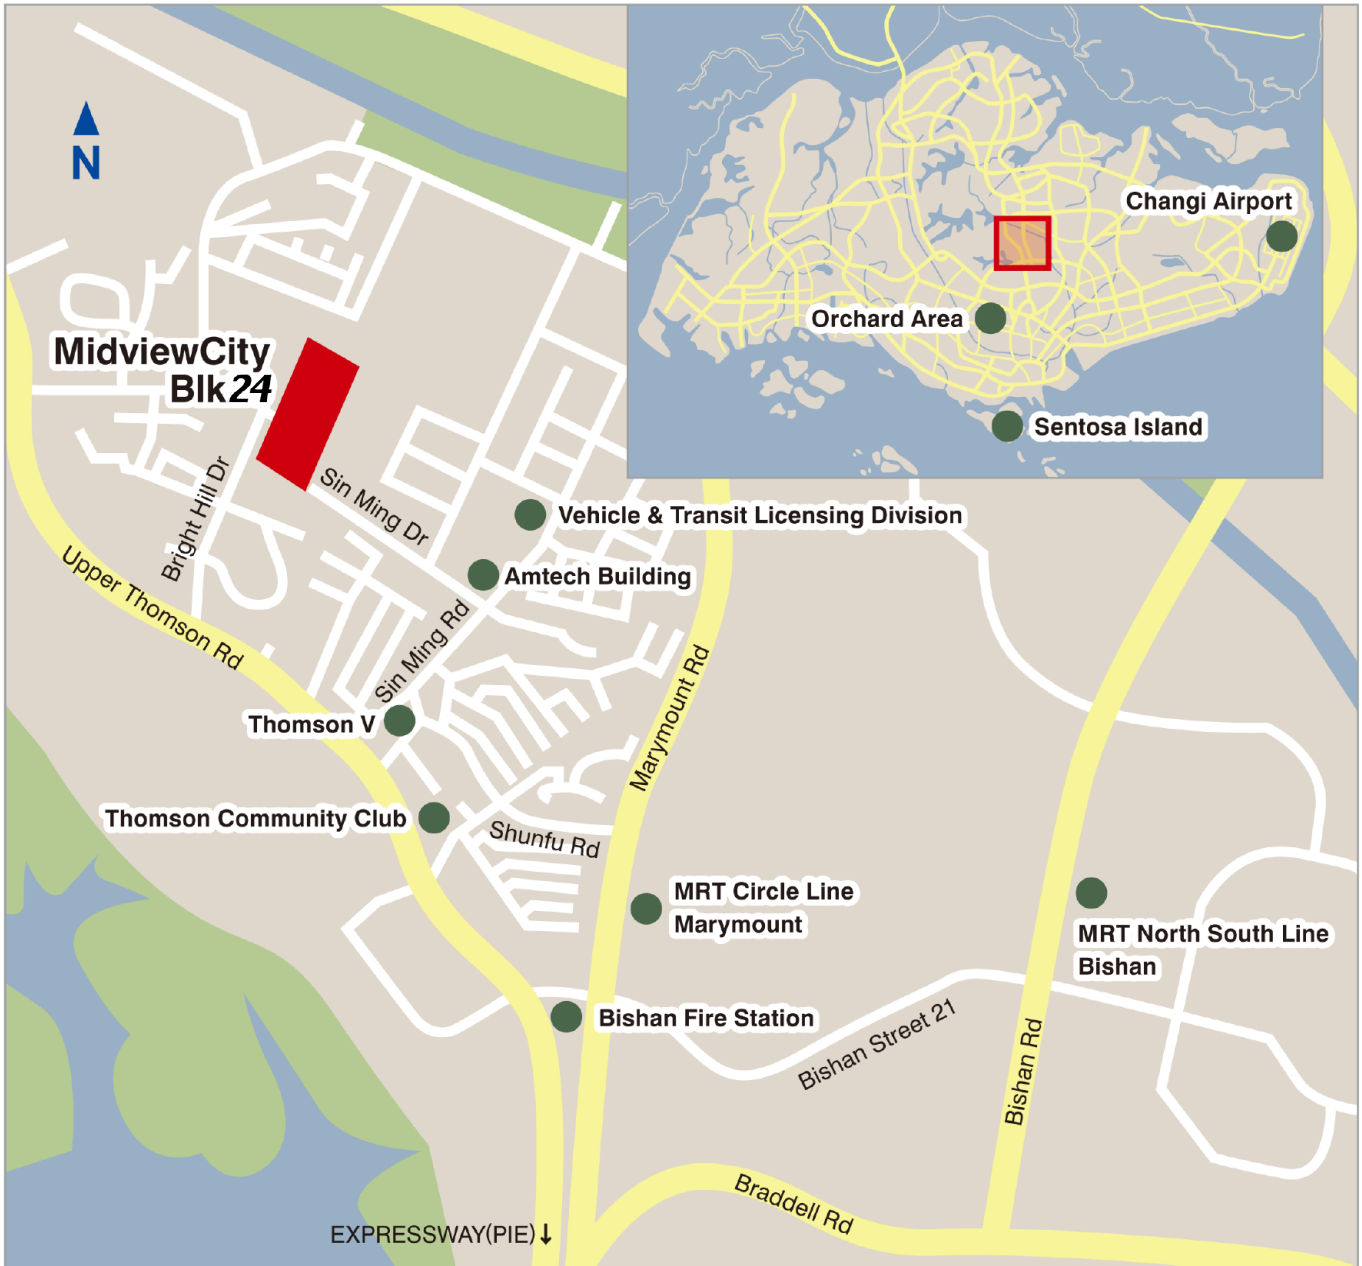 N
Changi Airport
Orchard Area
Sentosa Island
MidviewCity
Blk 24
Sin Ming Dr
Bright Hill Dr
Vehicle & Transit Licensing Division
Amtech Building
Upper Thomson Rd
Sin Ming Rd
Marymount Rd
Thomson V
Thomson Community Club
Shunfu Rd
MRT Circle Line
Marymount
MRT North South Line
Bishan
Bishan Fire Station
Bishan Street 21
Bishan Rd
Braddell Rd
EXPRESSWAY(PIE)↓